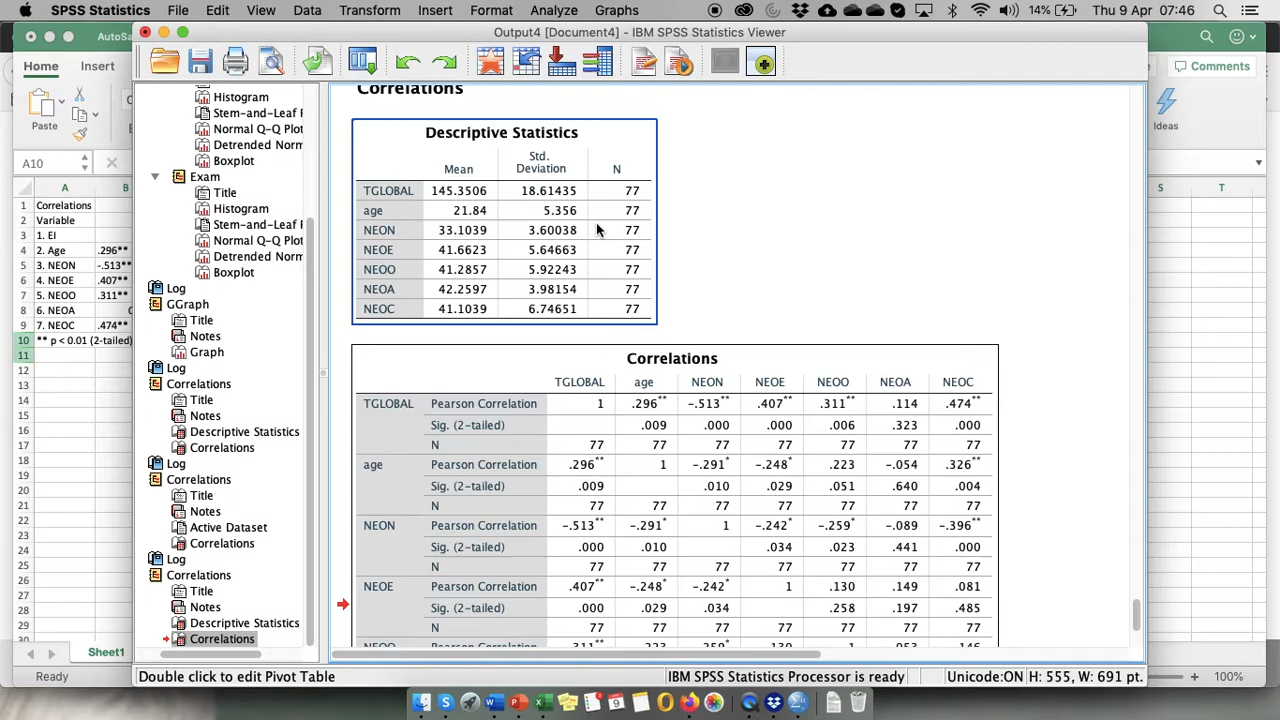 SPSS Statistics File Edit View Data Transform Insert Format Analyze Graphs 14% Thu 9 Apr 07:46
AutoSa
Output4 [Document4] - IBM SPSS Statistics Viewer
Home Insert
Comments
Paste
Ideas
A10
A B
S T
1 Correlations
2 Variable
3 1. EI
4 2. Age .296**
5 3. NEON -.513**
6 4. NEOE .407**
7 5. NEOO .311**
8 6. NEOA
9 7. NEOC .474**
10 ** p < 0.01 (2-tailed)
11
12
13
14
15
16
17
18
19
20
21
22
23
24
25
26
27
28
29
30
Sheet1
Ready
100%
Histogram
Stem-and-Leaf
Normal Q-Q Plot
Detrended Norm
Boxplot
Exam
Title
Histogram
Stem-and-Leaf
Normal Q-Q Plot
Detrended Norm
Boxplot
Log
GGraph
Title
Notes
Graph
Log
Correlations
Title
Notes
Descriptive Statistics
Correlations
Log
Correlations
Title
Notes
Active Dataset
Correlations
Log
Correlations
Title
Notes
Descriptive Statistics
Correlations
Correlations
Descriptive Statistics
Mean Std. Deviation N
TGLOBAL 145.3506 18.61435 77
age 21.84 5.356 77
NEON 33.1039 3.60038 77
NEOE 41.6623 5.64663 77
NEOO 41.2857 5.92243 77
NEOA 42.2597 3.98154 77
NEOC 41.1039 6.74651 77
Correlations
TGLOBAL age NEON NEOE NEOO NEOA NEOC
TGLOBAL Pearson Correlation 1 .296** -.513** .407** .311** .114 .474**
Sig. (2-tailed) .009 .000 .000 .006 .323 .000
N 77 77 77 77 77 77 77
age Pearson Correlation .296** 1 -.291* -.248* .223 -.054 .326**
Sig. (2-tailed) .009 .010 .029 .051 .640 .004
N 77 77 77 77 77 77 77
NEON Pearson Correlation -.513** -.291* 1 -.242* -.259* -.089 -.396**
Sig. (2-tailed) .000 .010 .034 .023 .441 .000
N 77 77 77 77 77 77 77
NEOE Pearson Correlation .407** -.248* -.242* 1 .130 .149 .081
Sig. (2-tailed) .000 .029 .034 .258 .197 .485
N 77 77 77 77 77 77 77
Double click to edit Pivot Table
IBM SPSS Statistics Processor is ready
Unicode:ON H: 555, W: 691 pt.